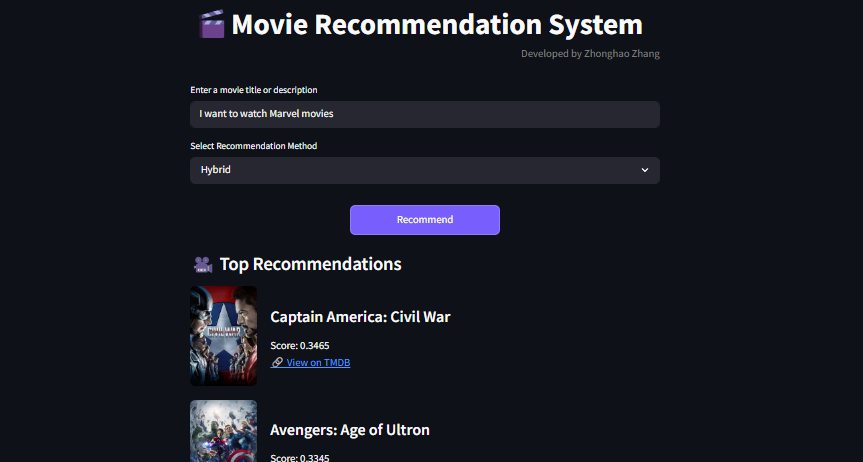 Movie Recommendation System
Developed by Zhonghao Zhang
Enter a movie title or description
I want to watch Marvel movies
Select Recommendation Method
Hybrid
Recommend
Top Recommendations
CIVIL WAR
Captain America: Civil War
Score: 0.3465
View on TMDB
Avengers: Age of Ultron
Score: 0.3345